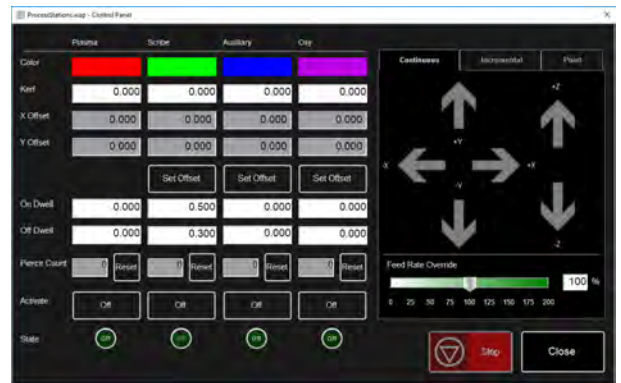 ProcessStations.wap - Control Panel
Plasma Scribe Auxiliary Oxy
Color
Kerf 0.000 0.000 0.000 0.000
X Offset 0.000 0.000 0.000 0.000
Y Offset 0.000 0.000 0.000 0.000
Set Offset Set Offset Set Offset
On Dwell 0.000 0.500 0.000 0.000
Off Dwell 0.000 0.300 0.000 0.000
Pierce Count 0 Reset 0 Reset 0 Reset 0 Reset
Activate Off Off Off Off
State Off Off Off Off
Continuous Incremental Point
+Z
+Y
-X +X
-Y
-Z
Feed Rate Override
100 %
0 25 50 75 100 125 150 175 200
Stop Close